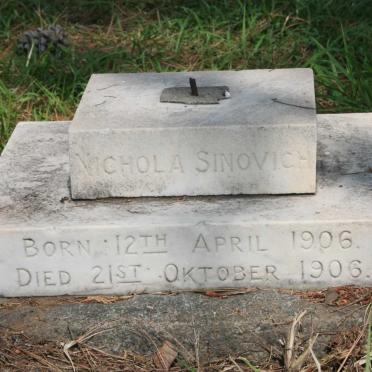 NICHOLA SINOVICH
BORN 12TH APRIL 1906.
DIED 21ST OKTOBER 1906.